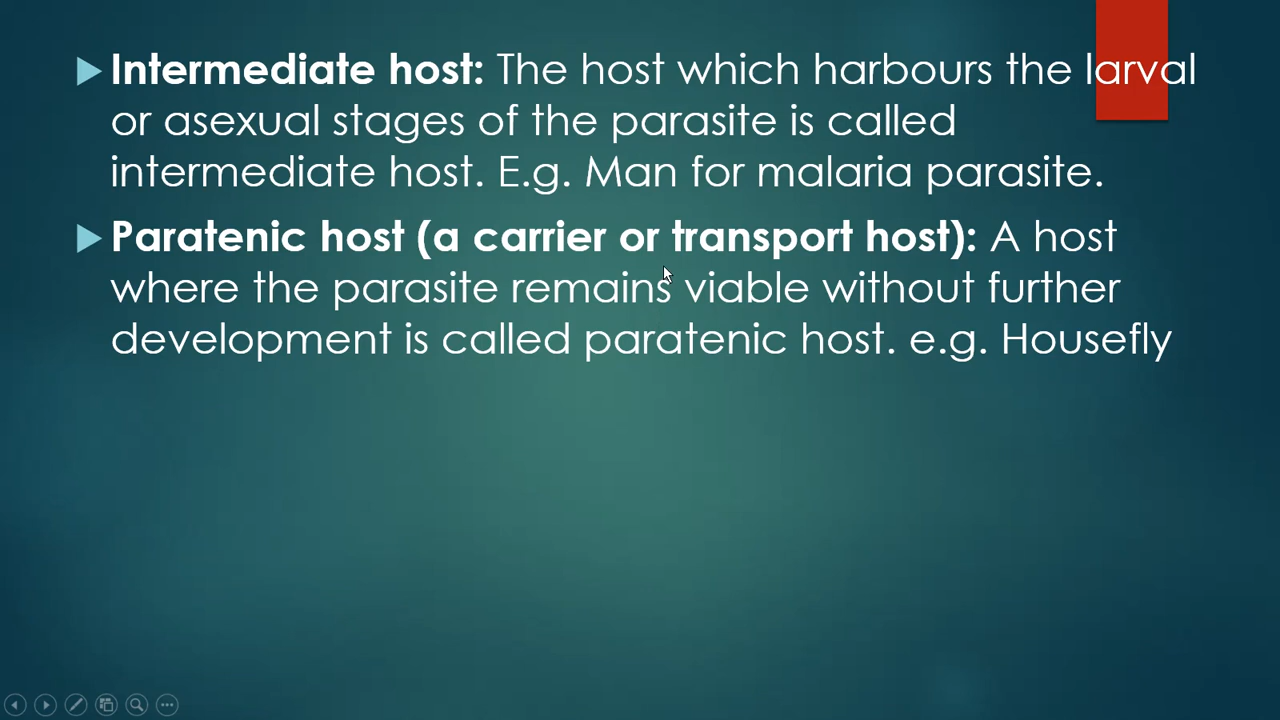 Intermediate host: The host which harbours the larval
or asexual stages of the parasite is called
intermediate host. E.g. Man for malaria parasite.
Paratenic host (a carrier or transport host): A host
where the parasite remains viable without further
development is called paratenic host. e.g. Housefly